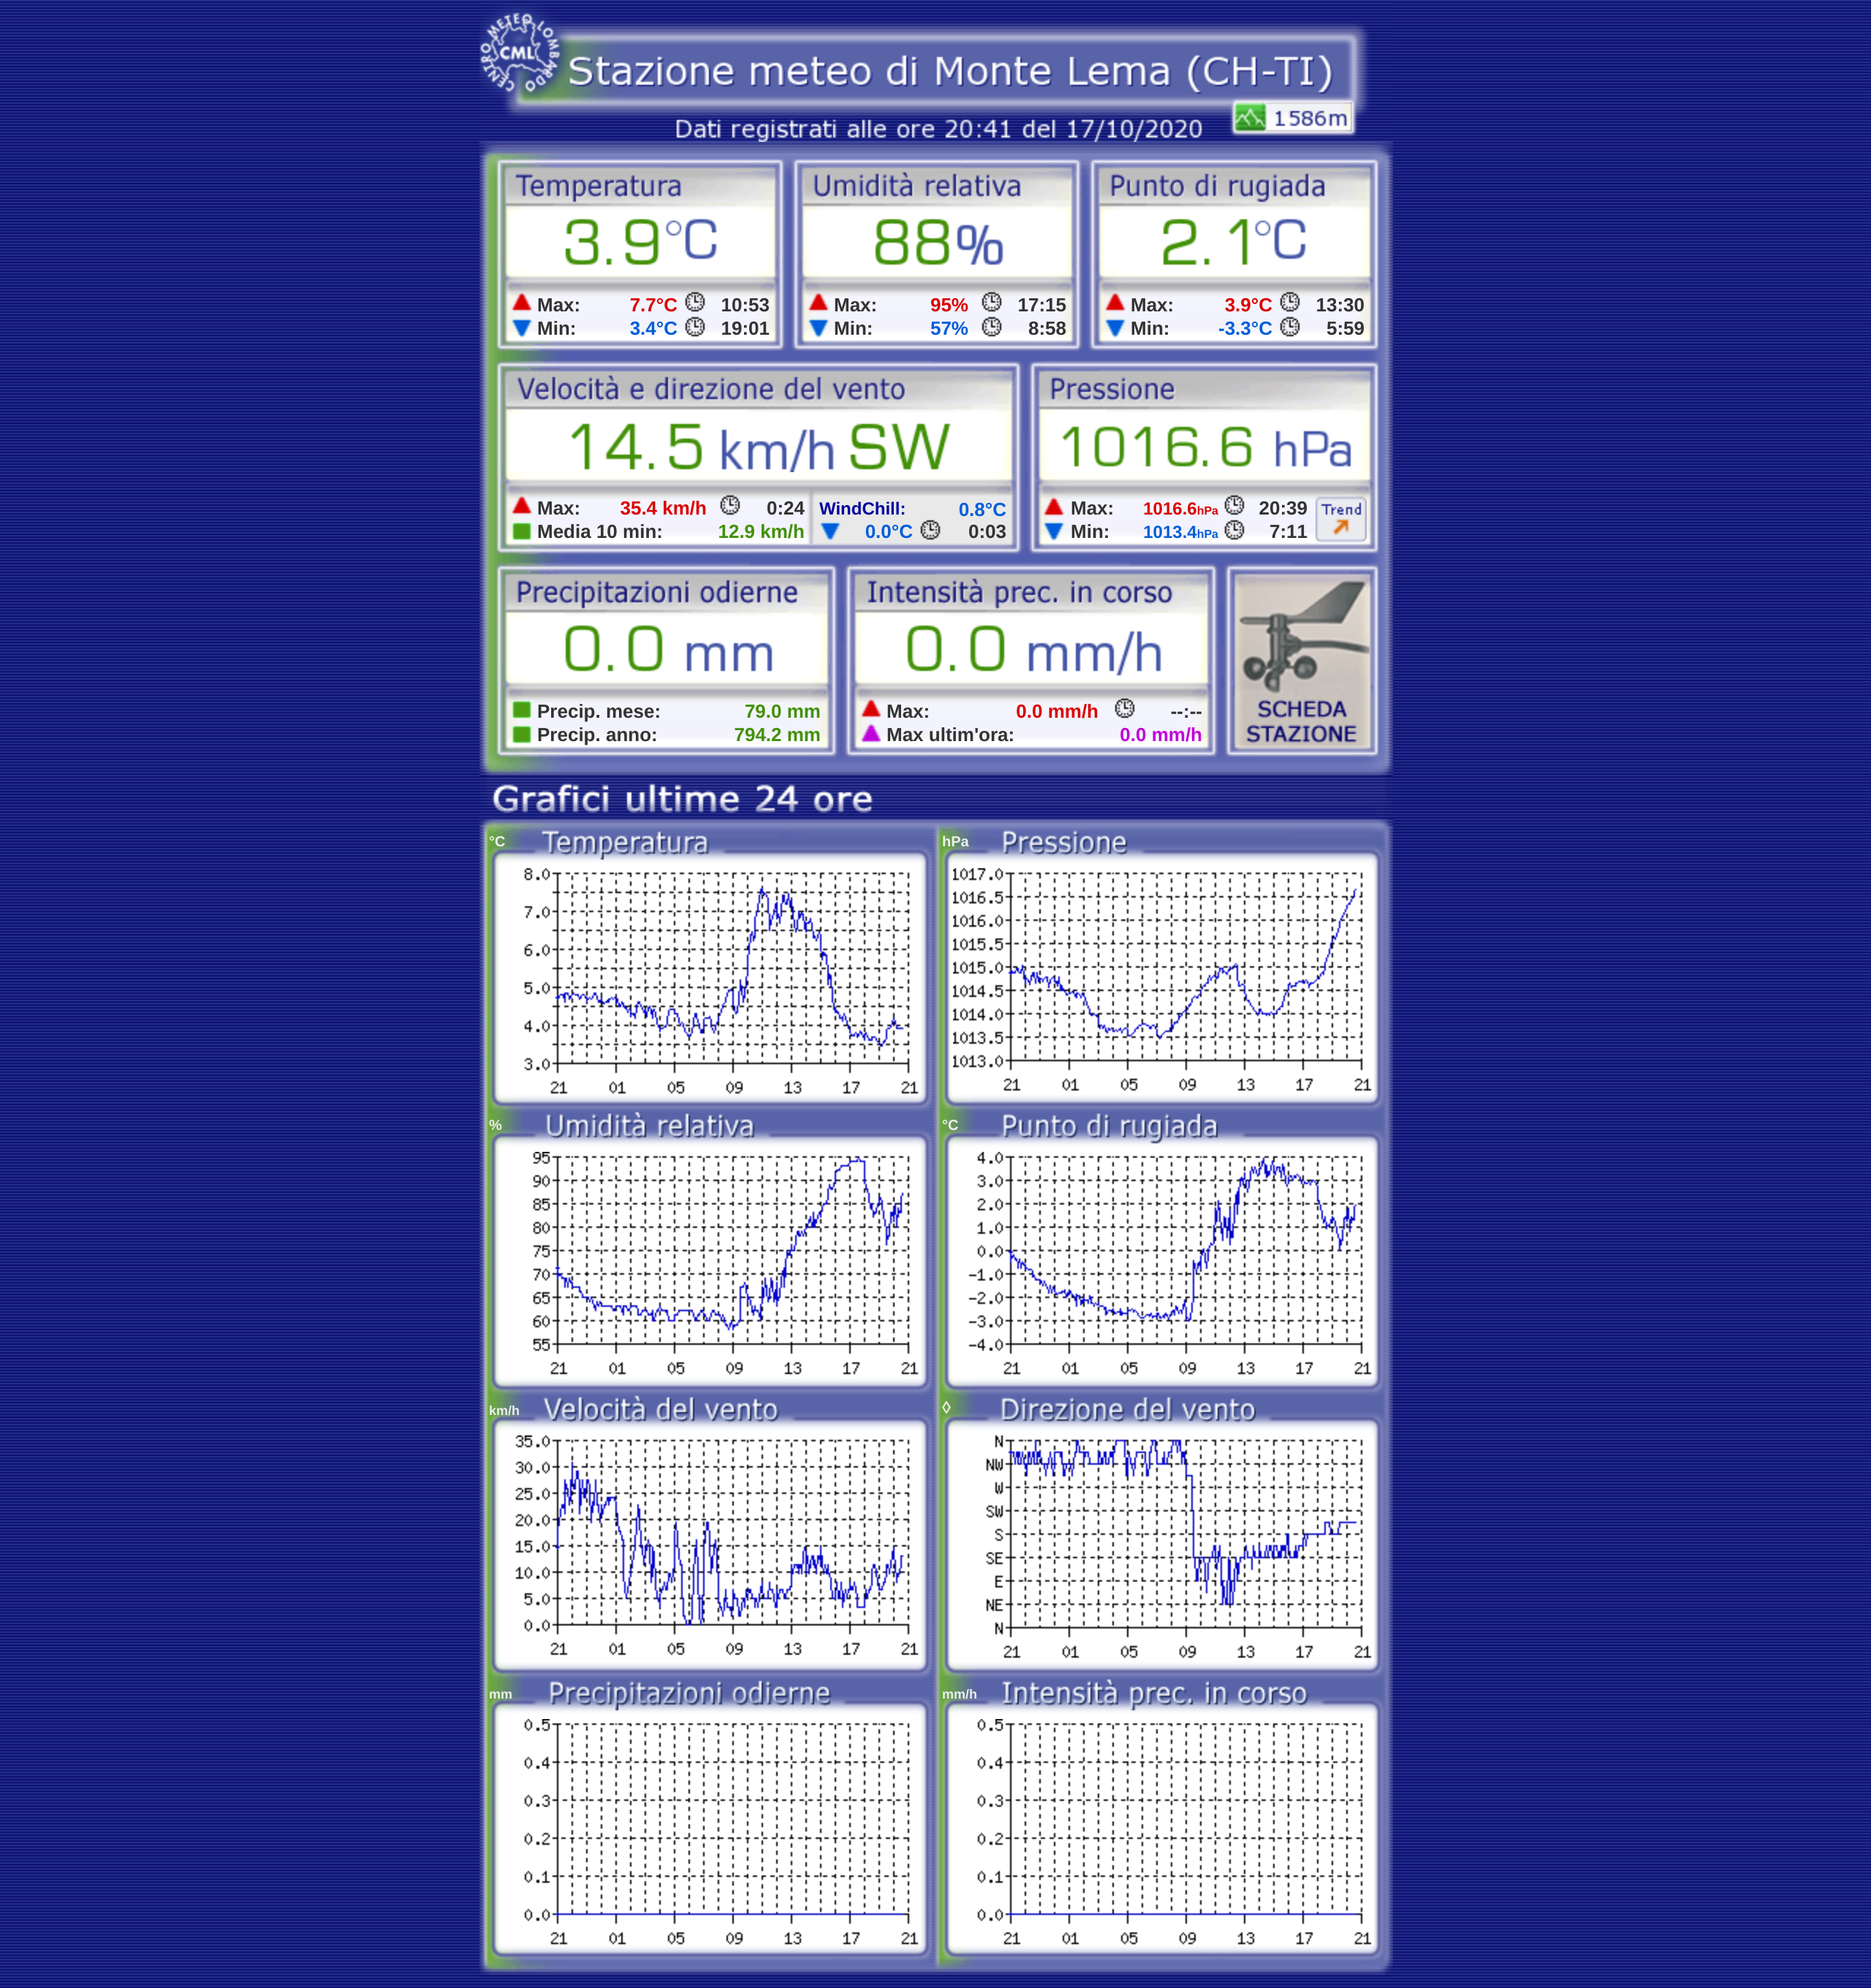 CENTRO METEO LOMBARDO
CML
Stazione meteo di Monte Lema (CH-TI)
1586m
Dati registrati alle ore 20:41 del 17/10/2020
Temperatura
3.9°C
Max: 7.7°C 10:53
Min: 3.4°C 19:01
Umidità relativa
88%
Max: 95% 17:15
Min: 57% 8:58
Punto di rugiada
2.1°C
Max: 3.9°C 13:30
Min: -3.3°C 5:59
Velocità e direzione del vento
14.5 km/h SW
Max: 35.4 km/h 0:24
Media 10 min: 12.9 km/h
WindChill: 0.8°C
0.0°C 0:03
Pressione
1016.6 hPa
Max: 1016.6hPa 20:39
Min: 1013.4hPa 7:11
Trend
Precipitazioni odierne
0.0 mm
Precip. mese: 79.0 mm
Precip. anno: 794.2 mm
Intensità prec. in corso
0.0 mm/h
Max: 0.0 mm/h --:--
Max ultim'ora: 0.0 mm/h
SCHEDA
STAZIONE
Grafici ultime 24 ore
°C Temperatura
8.0
7.0
6.0
5.0
4.0
3.0
21 01 05 09 13 17 21
hPa Pressione
1017.0
1016.5
1016.0
1015.5
1015.0
1014.5
1014.0
1013.5
1013.0
21 01 05 09 13 17 21
% Umidità relativa
95
90
85
80
75
70
65
60
55
21 01 05 09 13 17 21
°C Punto di rugiada
4.0
3.0
2.0
1.0
0.0
-1.0
-2.0
-3.0
-4.0
21 01 05 09 13 17 21
km/h Velocità del vento
35.0
30.0
25.0
20.0
15.0
10.0
5.0
0.0
21 01 05 09 13 17 21
◊ Direzione del vento
N
NW
W
SW
S
SE
E
NE
N
21 01 05 09 13 17 21
mm Precipitazioni odierne
0.5
0.4
0.3
0.2
0.1
0.0
21 01 05 09 13 17 21
mm/h Intensità prec. in corso
0.5
0.4
0.3
0.2
0.1
0.0
21 01 05 09 13 17 21